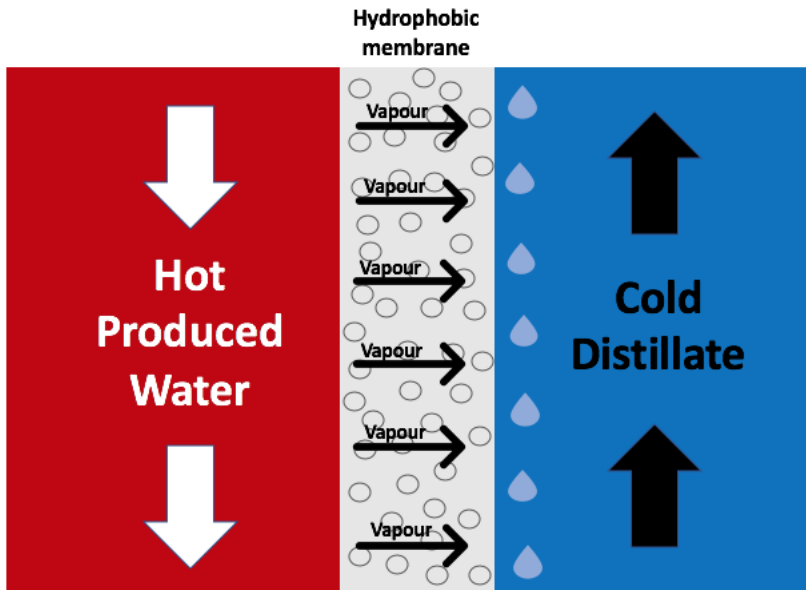 Hydrophobic
membrane
Vapour
Vapour
Vapour
Vapour
Vapour
Vapour
Hot
Produced
Water
Cold
Distillate